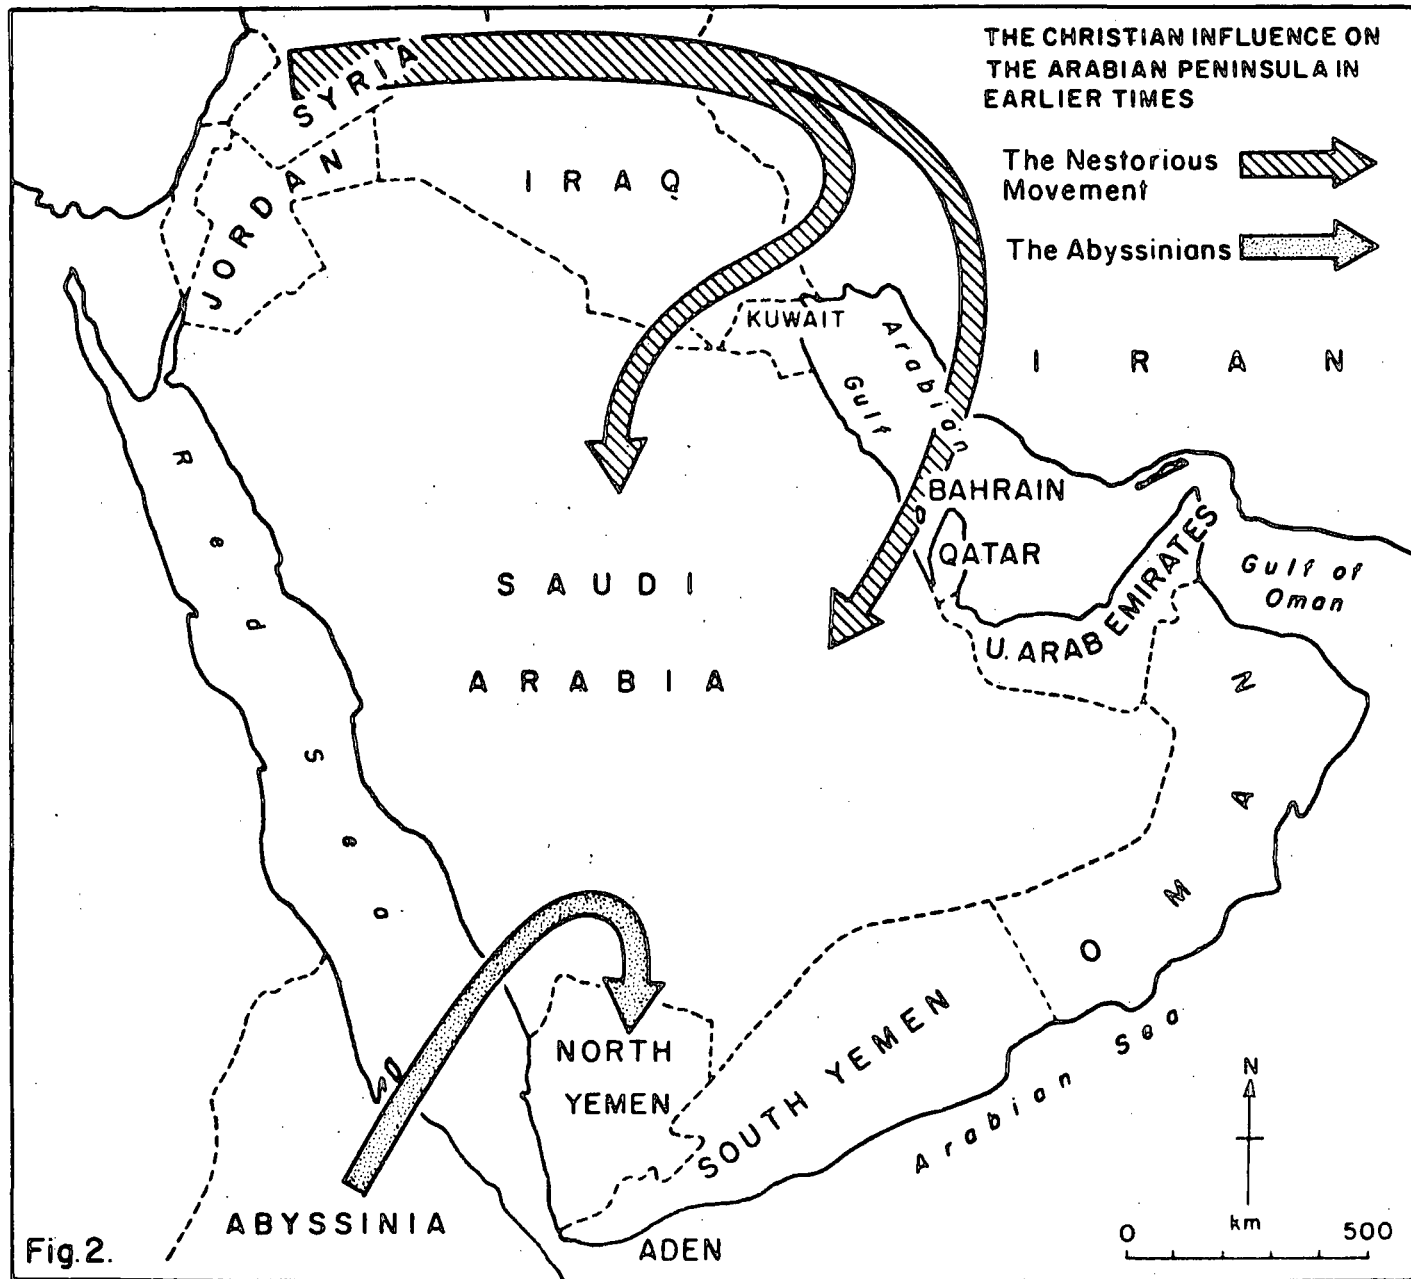 THE CHRISTIAN INFLUENCE ON
THE ARABIAN PENINSULA IN
EARLIER TIMES
The Nestorious
Movement
The Abyssinians
SYRIA
JORDAN
IRAQ
KUWAIT
Arabian
Gulf
IRAN
Red Sea
BAHRAIN
QATAR
U. ARAB EMIRATES
Gulf of
Oman
SAUDI
ARABIA
OMAN
NORTH
YEMEN
SOUTH YEMEN
Arabian Sea
ABYSSINIA
ADEN
N
km
0 500
Fig.2.